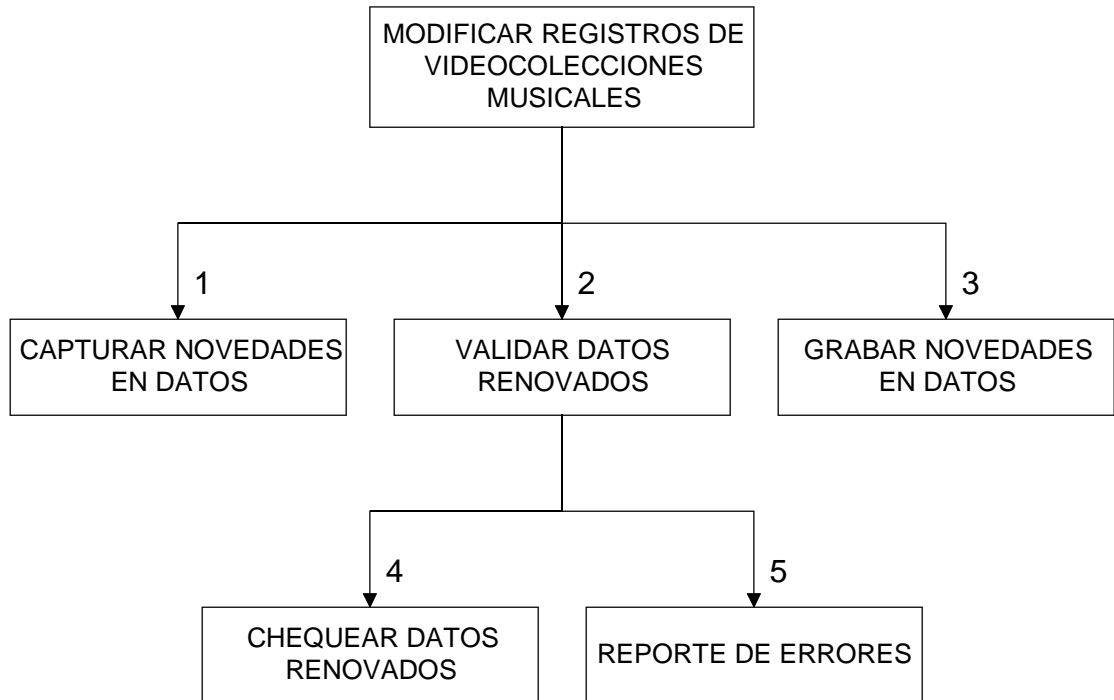 MODIFICAR REGISTROS DE
VIDEOCOLECCIONES
MUSICALES
1
2
3
CAPTURAR NOVEDADES
EN DATOS
VALIDAR DATOS
RENOVADOS
GRABAR NOVEDADES
EN DATOS
4
5
CHEQUEAR DATOS
RENOVADOS
REPORTE DE ERRORES